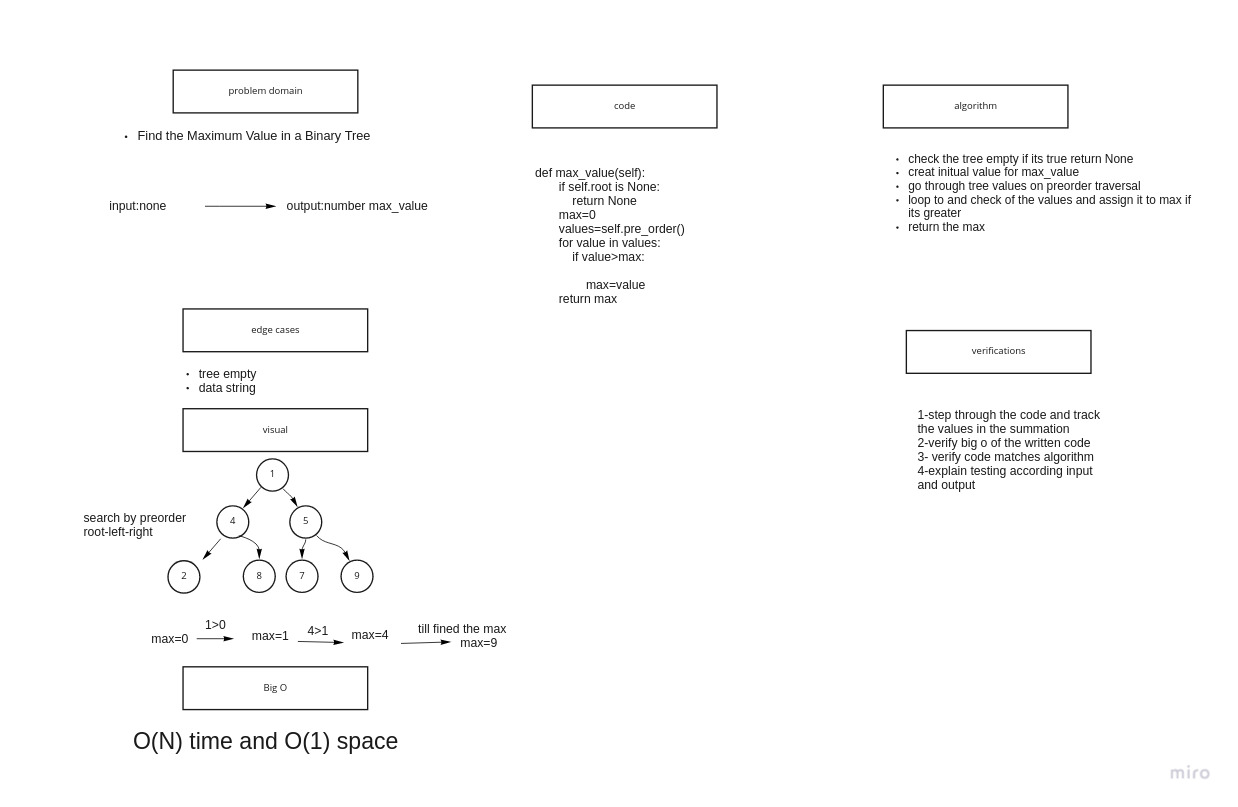 problem domain
• Find the Maximum Value in a Binary Tree
input:none
output:number max_value
edge cases
• tree empty
• data string
visual
1
4
5
2
8
7
9
search by preorder
root-left-right
max=0
1>0
max=1
4>1
max=4
till fined the max
max=9
Big O
O(N) time and O(1) space
code
def max_value(self):
if self.root is None:
return None
max=0
values=self.pre_order()
for value in values:
if value>max:
max=value
return max
algorithm
• check the tree empty if its true return None
• creat initual value for max_value
• go through tree values on preorder traversal
• loop to and check of the values and assign it to max if
its greater
• return the max
verifications
1-step through the code and track
the values in the summation
2-verify big o of the written code
3- verify code matches algorithm
4-explain testing according input
and output
miro